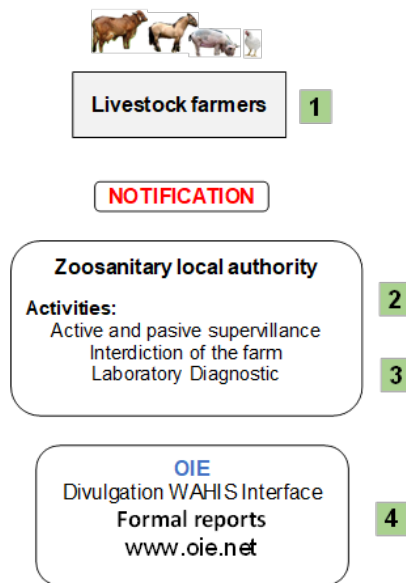 Livestock farmers
1
NOTIFICATION
Zoosanitary local authority
2
Activities:
Active and pasive supervillance
Interdiction of the farm
Laboratory Diagnostic
3
OIE
Divulgation WAHIS Interface
Formal reports
4
www.oie.net